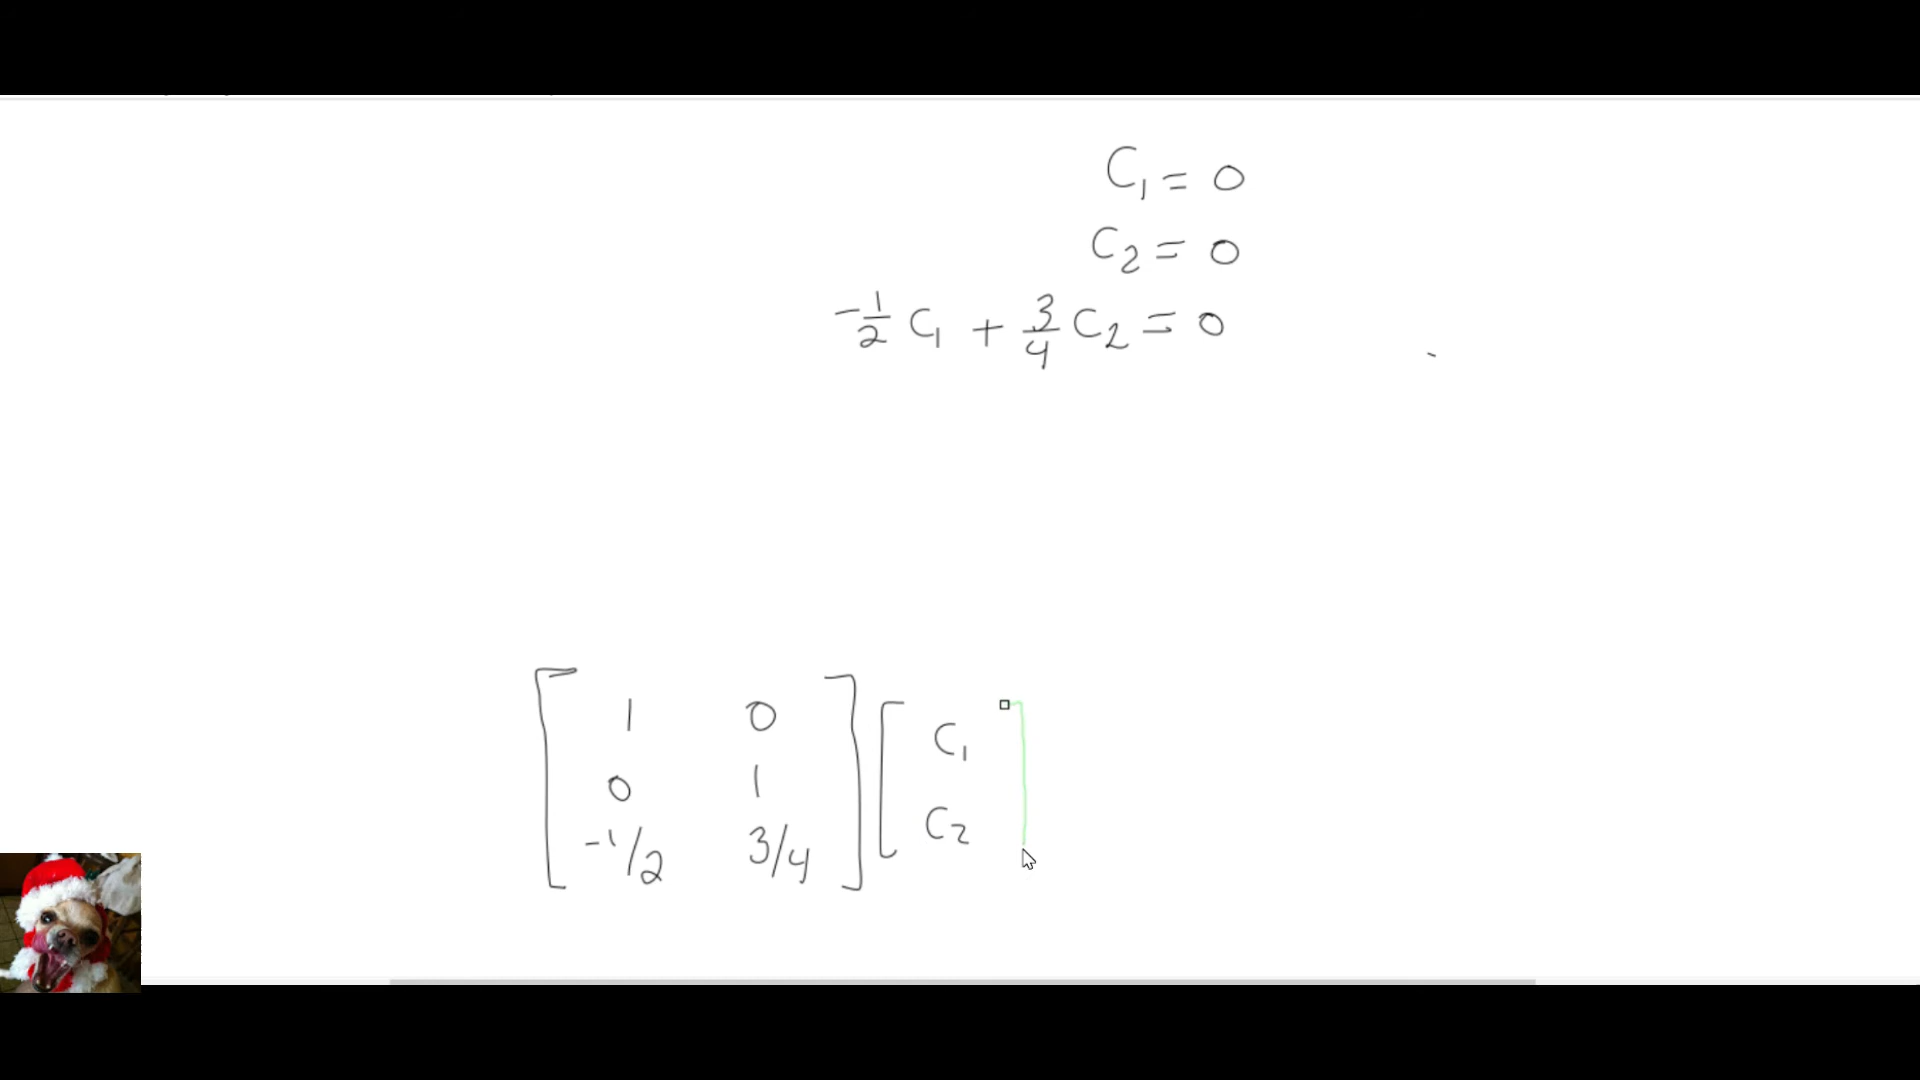 C₁ = 0
C₂ = 0
-1/2 C₁ + 3/4 C₂ = 0
[ 1 0 ] [ C₁ ]
[ 0 1 ] [ C₂ ]
[ -1/2 3/4 ]